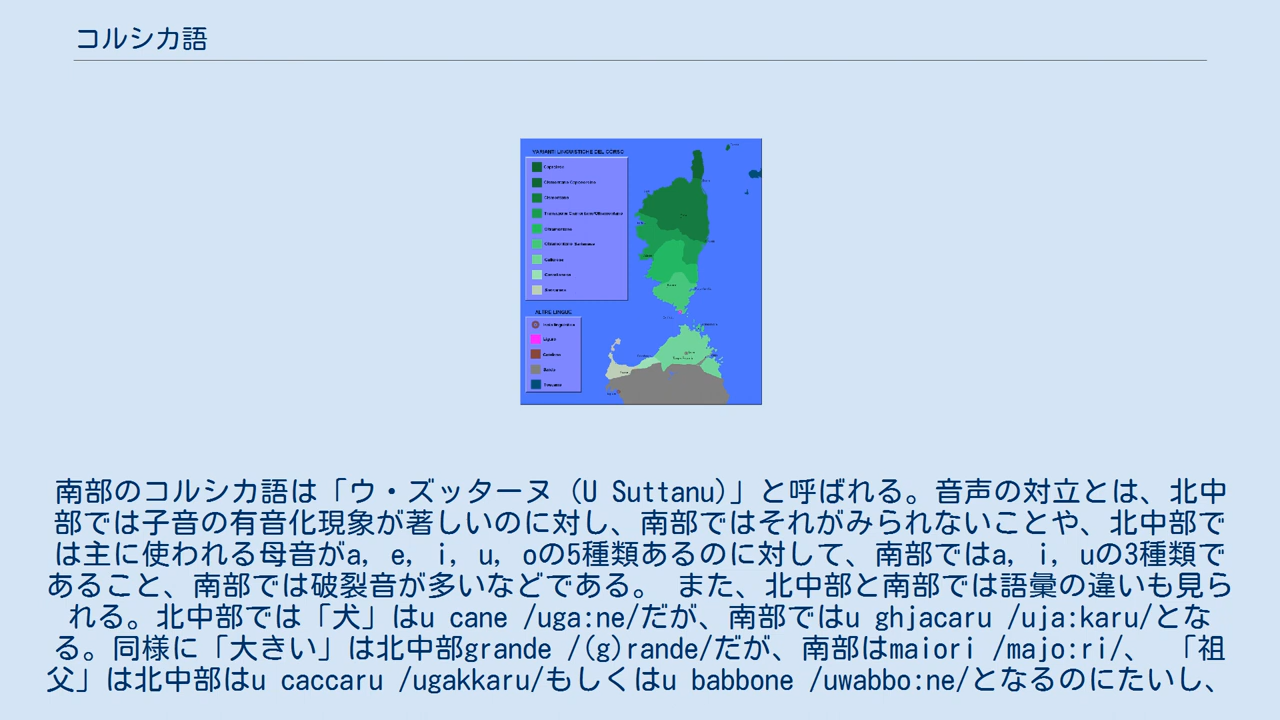 コルシカ語
VARIANTI LINGUISTICHE DEL CORSO
ALTRE LINGUE
南部のコルシカ語は「ウ・ズッターヌ (U Suttanu)」と呼ばれる。音声の対立とは、北中
部では子音の有音化現象が著しいのに対し、南部ではそれがみられないことや、北中部で
は主に使われる母音がa, e, i, u, oの5種類あるのに対して、南部ではa, i, uの3種類で
あること、南部では破裂音が多いなどである。 また、北中部と南部では語彙の違いも見ら
れる。北中部では「犬」はu cane /uga:ne/だが、南部ではu ghjacaru /uja:karu/とな
る。同様に「大きい」は北中部grande /(g)rande/だが、南部はmaiori /majo:ri/、 「祖
父」は北中部はu caccaru /ugakkaru/もしくはu babbone /uwabbo:ne/となるのにたいし、